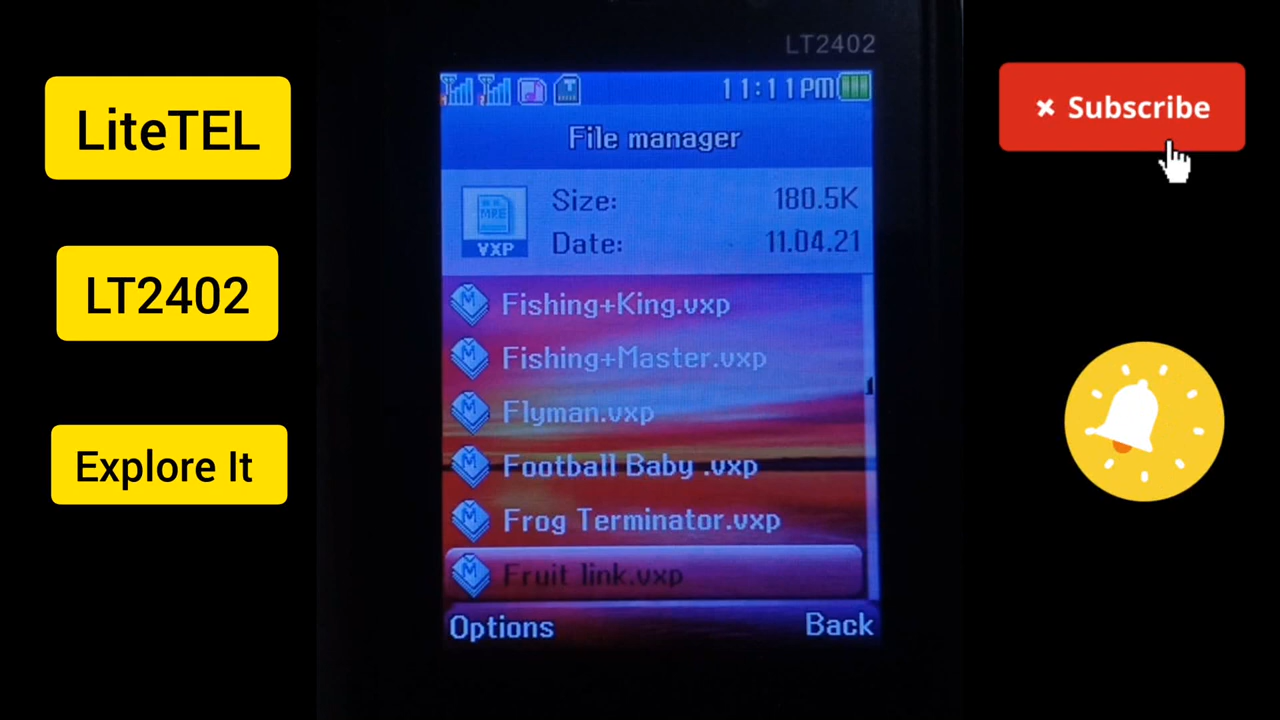 LiteTEL
LT2402
Explore It
LT2402
11:11PM
File manager
MRE
VXP
Size: 180.5K
Date: 11.04.21
Fishing+King.vxp
Fishing+Master.vxp
Flyman.vxp
Football Baby .vxp
Frog Terminator.vxp
Fruit link.vxp
Options Back
× Subscribe